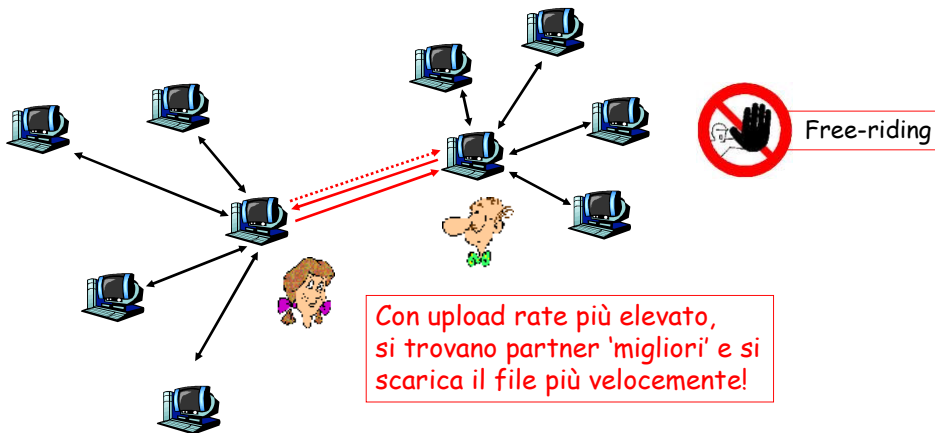 Free-riding
Con upload rate più elevato,
si trovano partner ‘migliori’ e si
scarica il file più velocemente!